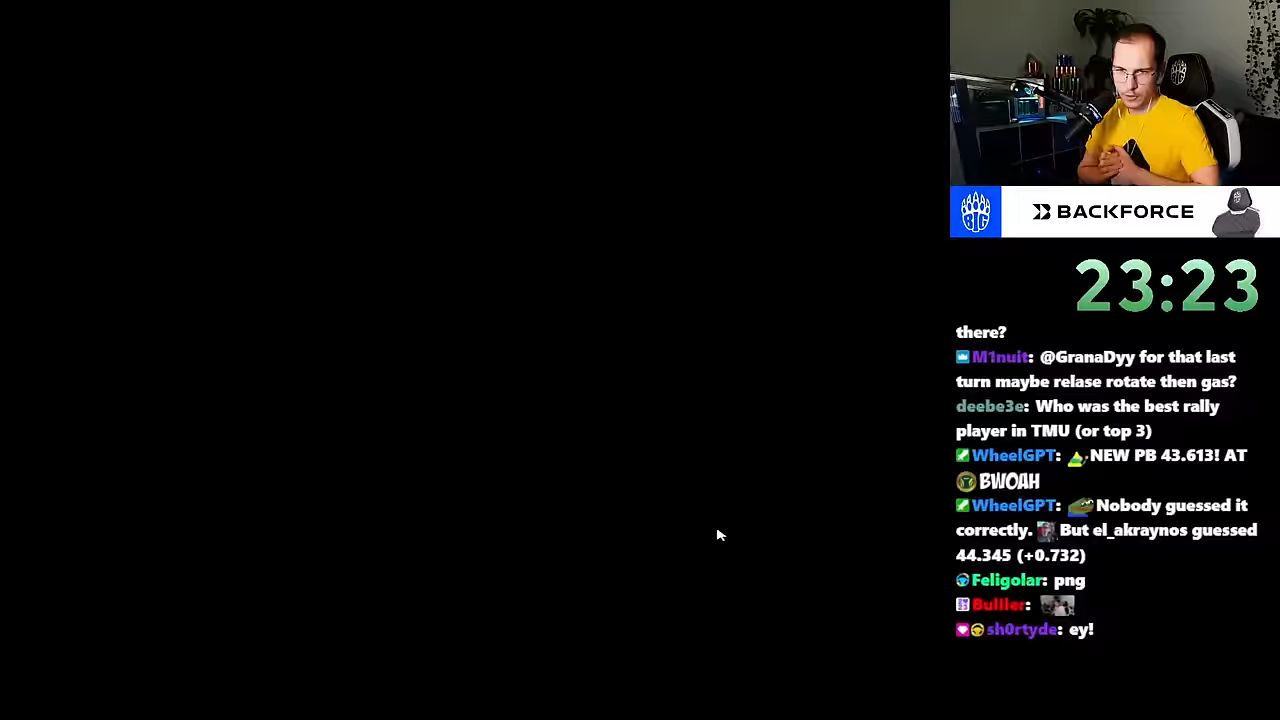 BIG
BACKFORCE
23:23
there?
M1nuit: @GranaDyy for that last
turn maybe relase rotate then gas?
deebe3e: Who was the best rally
player in TMU (or top 3)
WheelGPT: NEW PB 43.613! AT
BWOAH
WheelGPT: Nobody guessed it
correctly. But el_akraynos guessed
44.345 (+0.732)
Feligolar: png
Bulller:
sh0rtyde: ey!